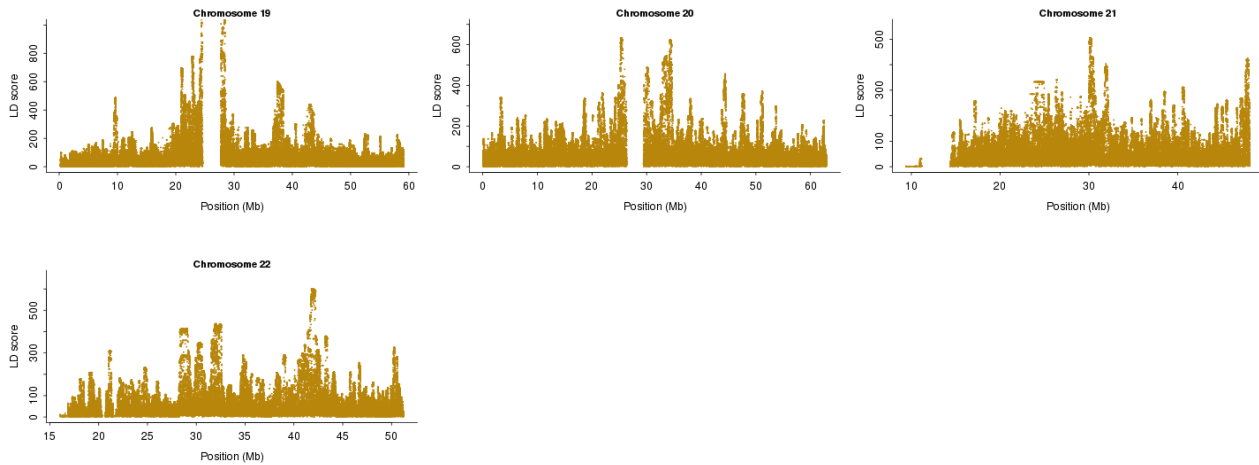 Chromosome 19
LD score
0 200 400 600 800
0 10 20 30 40 50 60
Position (Mb)
Chromosome 20
LD score
0 200 400 600
0 10 20 30 40 50 60
Position (Mb)
Chromosome 21
LD score
0 100 300 500
10 20 30 40
Position (Mb)
Chromosome 22
LD score
0 100 300 500
15 20 25 30 35 40 45 50
Position (Mb)